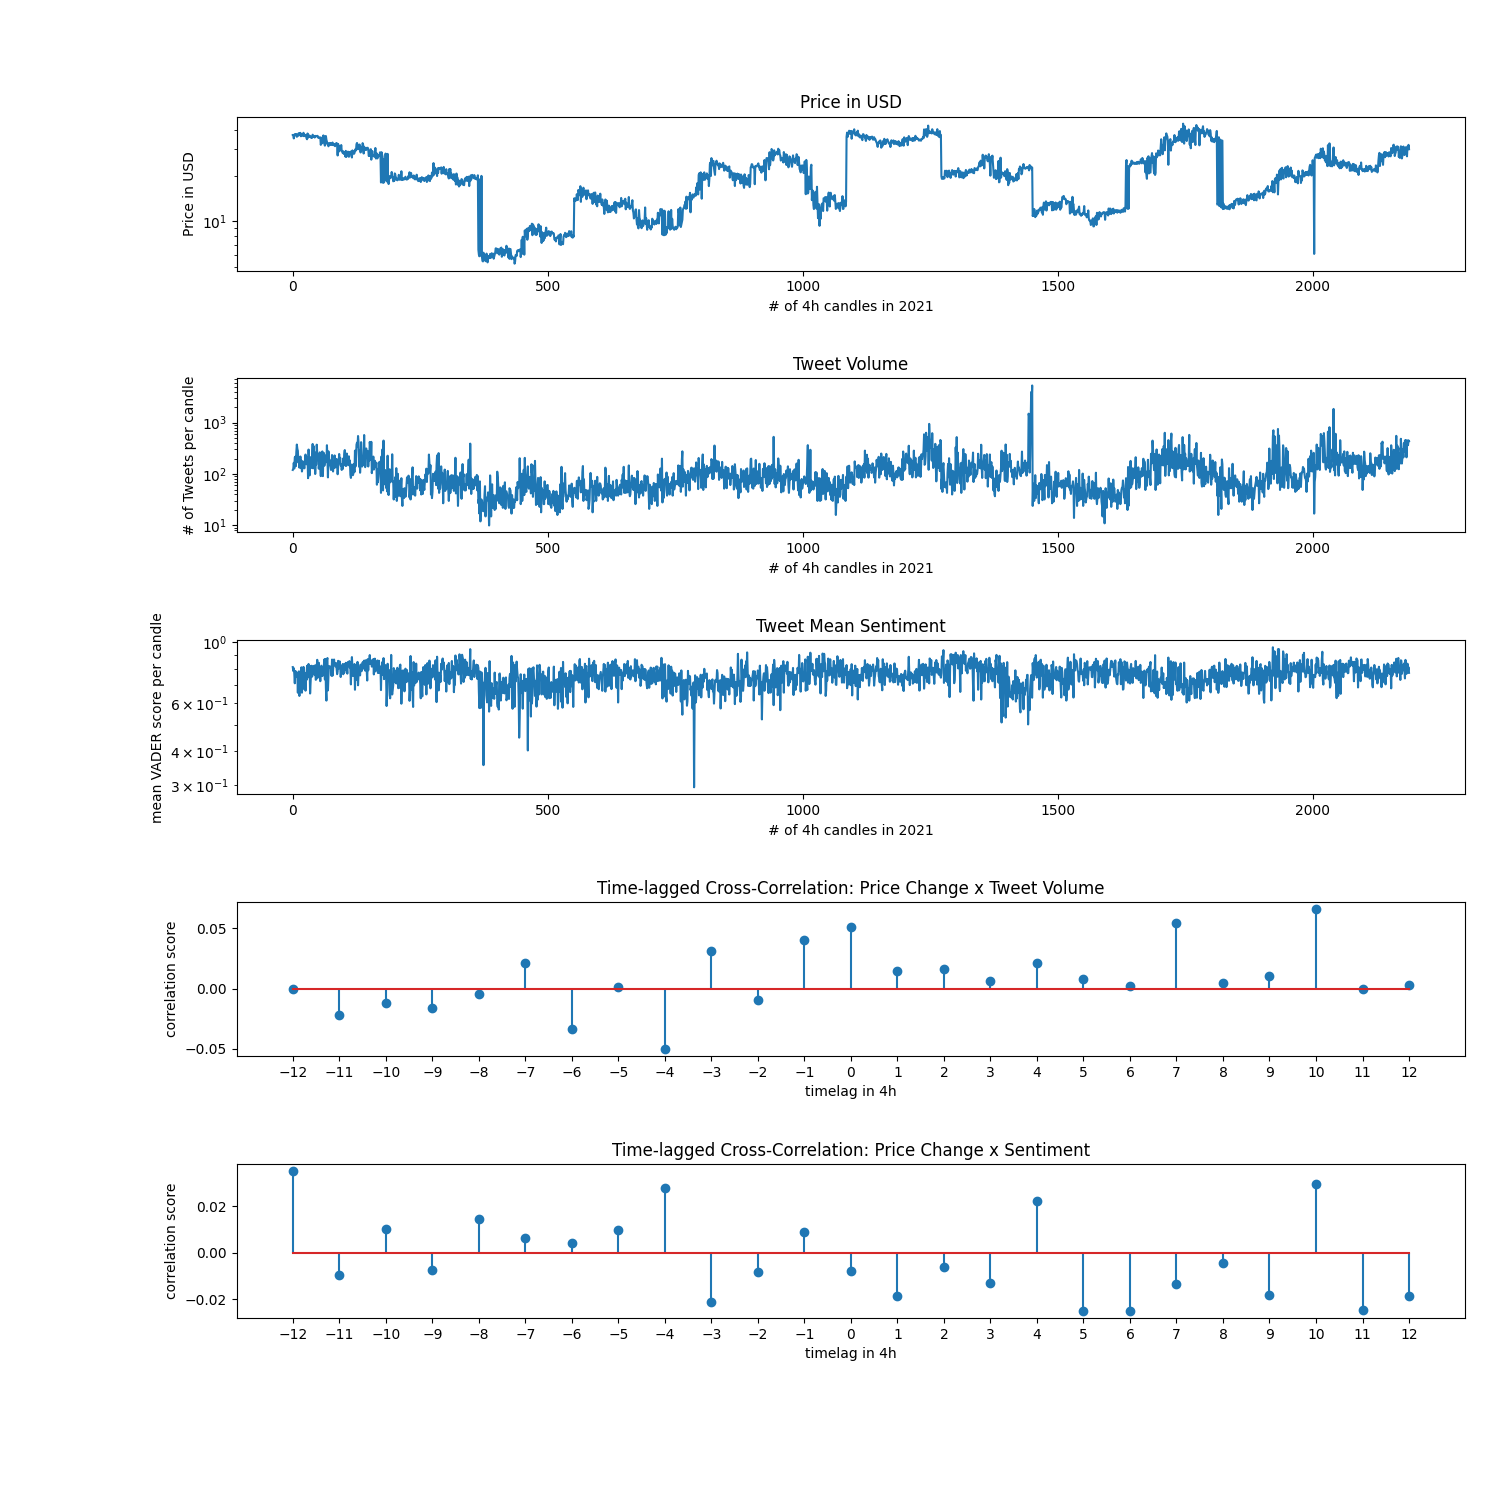 Price in USD
Price in USD
10¹
0 500 1000 1500 2000
# of 4h candles in 2021
Tweet Volume
# of Tweets per candle
10³
10²
10¹
0 500 1000 1500 2000
# of 4h candles in 2021
Tweet Mean Sentiment
mean VADER score per candle
10⁰
6 × 10⁻¹
4 × 10⁻¹
3 × 10⁻¹
0 500 1000 1500 2000
# of 4h candles in 2021
Time-lagged Cross-Correlation: Price Change x Tweet Volume
correlation score
0.05
0.00
−0.05
−12 −11 −10 −9 −8 −7 −6 −5 −4 −3 −2 −1 0 1 2 3 4 5 6 7 8 9 10 11 12
timelag in 4h
Time-lagged Cross-Correlation: Price Change x Sentiment
correlation score
0.02
0.00
−0.02
−12 −11 −10 −9 −8 −7 −6 −5 −4 −3 −2 −1 0 1 2 3 4 5 6 7 8 9 10 11 12
timelag in 4h